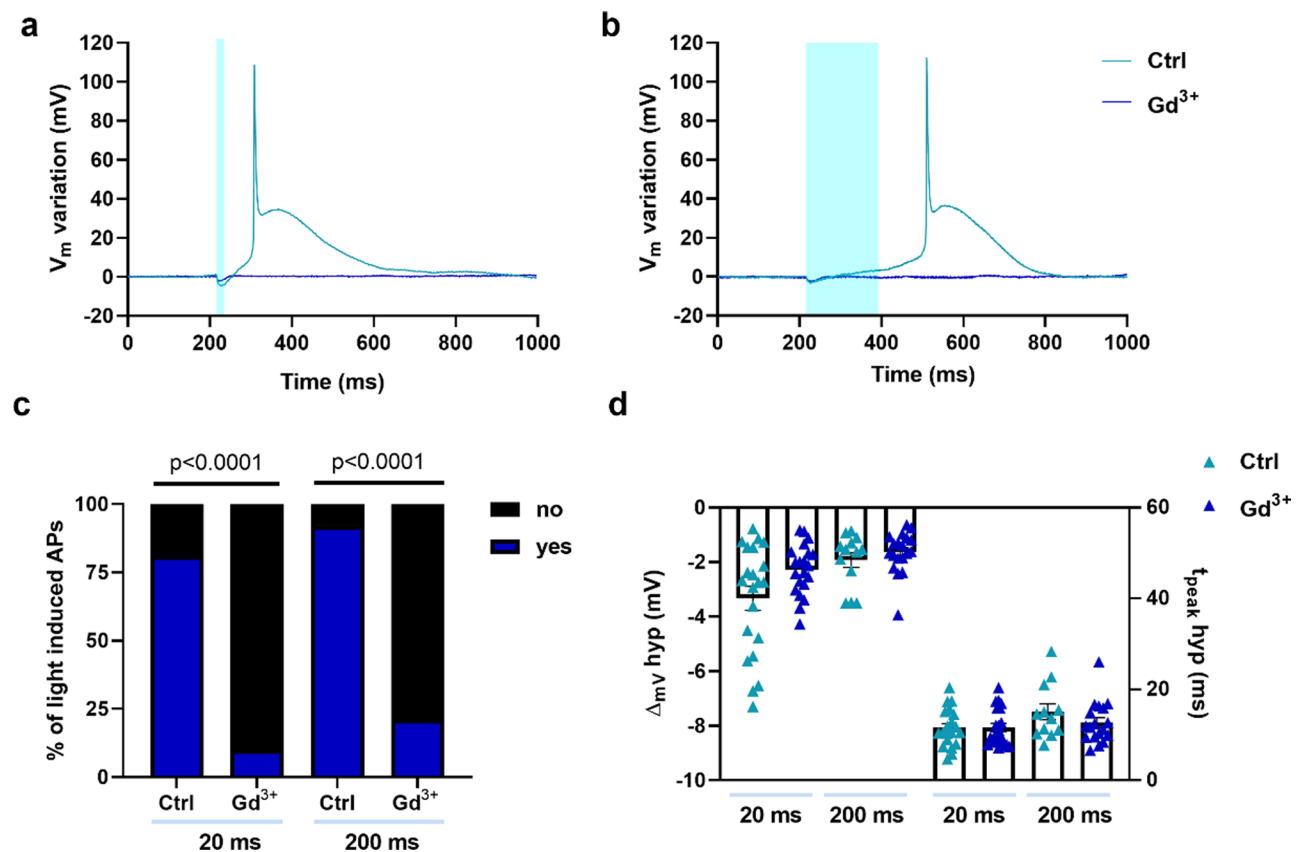 a
120
100
80
60
40
20
0
-20
Vm variation (mV)
0 200 400 600 800 1000
Time (ms)
b
120
100
80
60
40
20
0
-20
Vm variation (mV)
0 200 400 600 800 1000
Time (ms)
Ctrl
Gd³⁺
c
p<0.0001 p<0.0001
100
75
50
25
0
% of light induced APs
no
yes
Ctrl Gd³⁺ Ctrl Gd³⁺
20 ms 200 ms
d
Ctrl
Gd³⁺
0
-2
-4
-6
-8
-10
ΔmV hyp (mV)
60
40
20
0
tpeak hyp (ms)
20 ms 200 ms 20 ms 200 ms